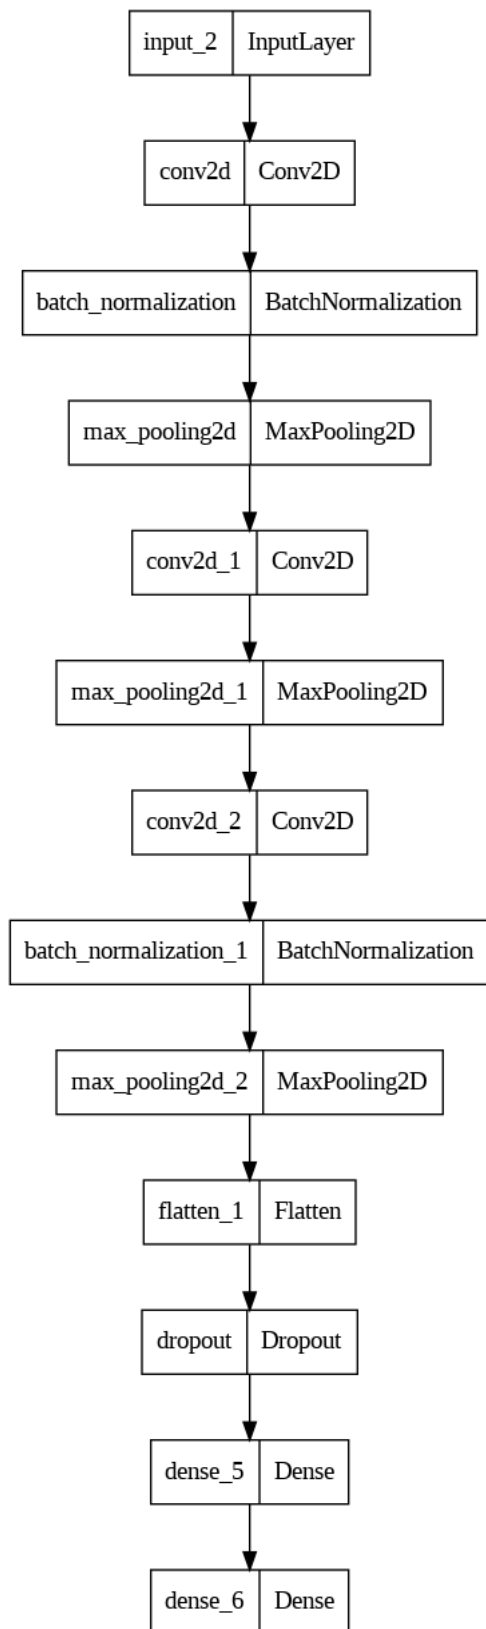 input_2 InputLayer
conv2d Conv2D
batch_normalization BatchNormalization
max_pooling2d MaxPooling2D
conv2d_1 Conv2D
max_pooling2d_1 MaxPooling2D
conv2d_2 Conv2D
batch_normalization_1 BatchNormalization
max_pooling2d_2 MaxPooling2D
flatten_1 Flatten
dropout Dropout
dense_5 Dense
dense_6 Dense